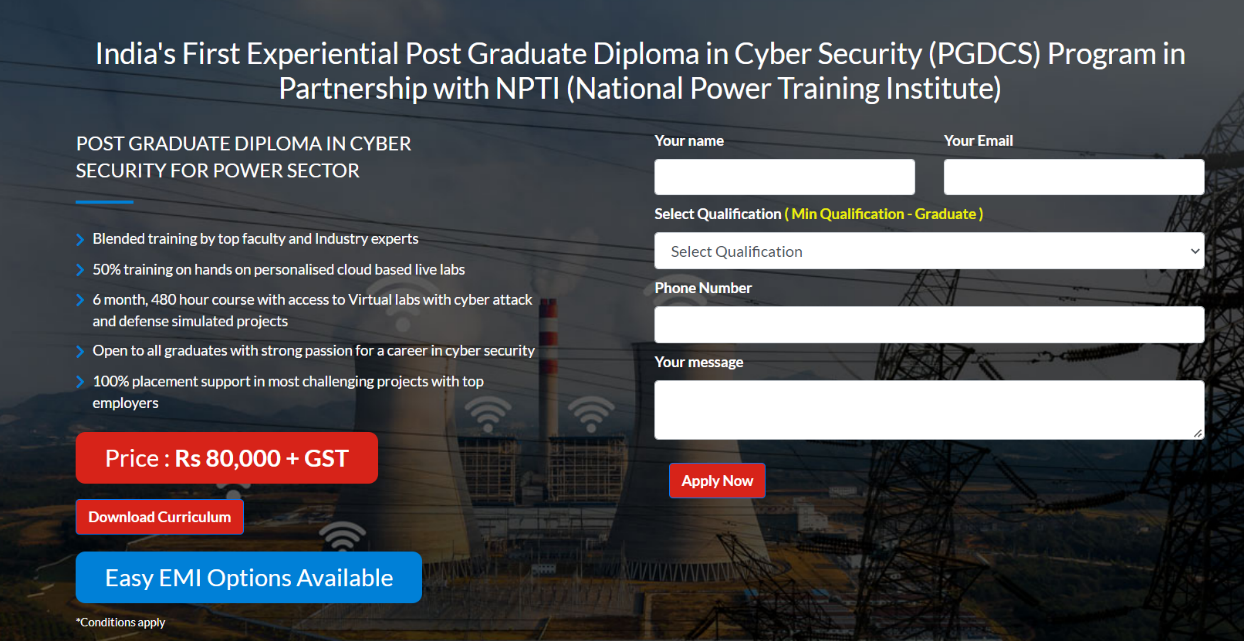 India's First Experiential Post Graduate Diploma in Cyber Security (PGDCS) Program in
Partnership with NPTI (National Power Training Institute)
POST GRADUATE DIPLOMA IN CYBER
SECURITY FOR POWER SECTOR
Blended training by top faculty and Industry experts
50% training on hands on personalised cloud based live labs
6 month, 480 hour course with access to Virtual labs with cyber attack
and defense simulated projects
Open to all graduates with strong passion for a career in cyber security
100% placement support in most challenging projects with top
employers
Price : Rs 80,000 + GST
Download Curriculum
Easy EMI Options Available
*Conditions apply
Your name
Your Email
Select Qualification ( Min Qualification - Graduate )
Select Qualification
Phone Number
Your message
Apply Now